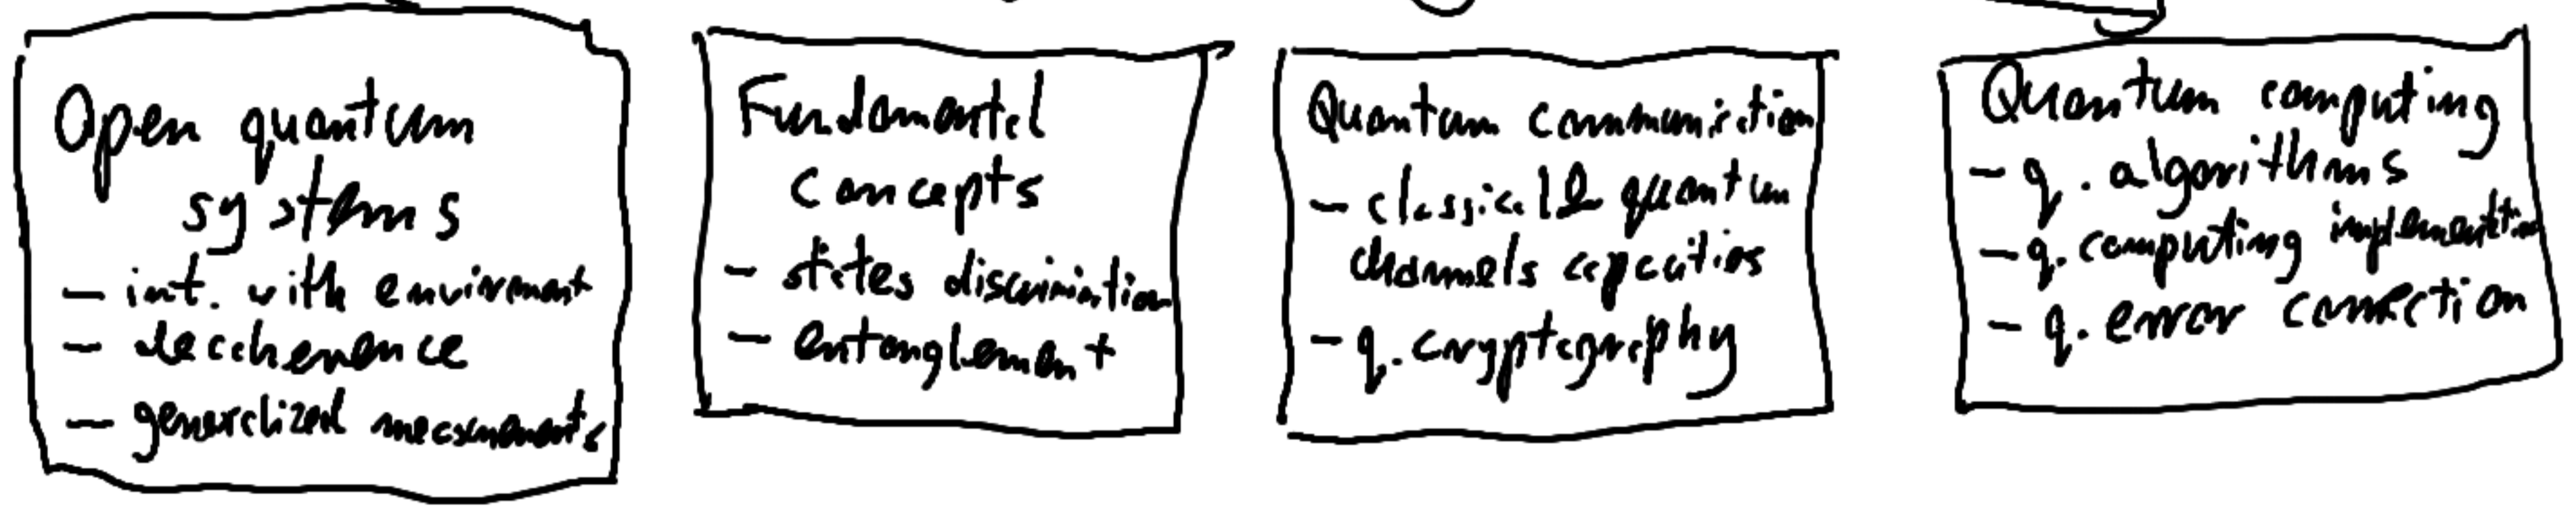 Open quantum
systems
- int. with enviroment
- decoherence
- generalized measurements
Fundamental
Concepts
- states discrimination
- entanglement
Quantum communication
- classical & quantum
channels capacities
- q. cryptography
Quantum computing
- q. algorithms
- q. computing implementation
- q. error correction